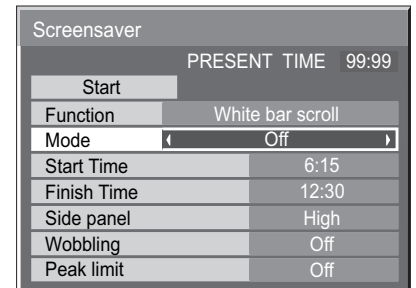 Screensaver
PRESENT TIME 99:99
Start
Function White bar scroll
Mode Off
Start Time 6:15
Finish Time 12:30
Side panel High
Wobbling Off
Peak limit Off